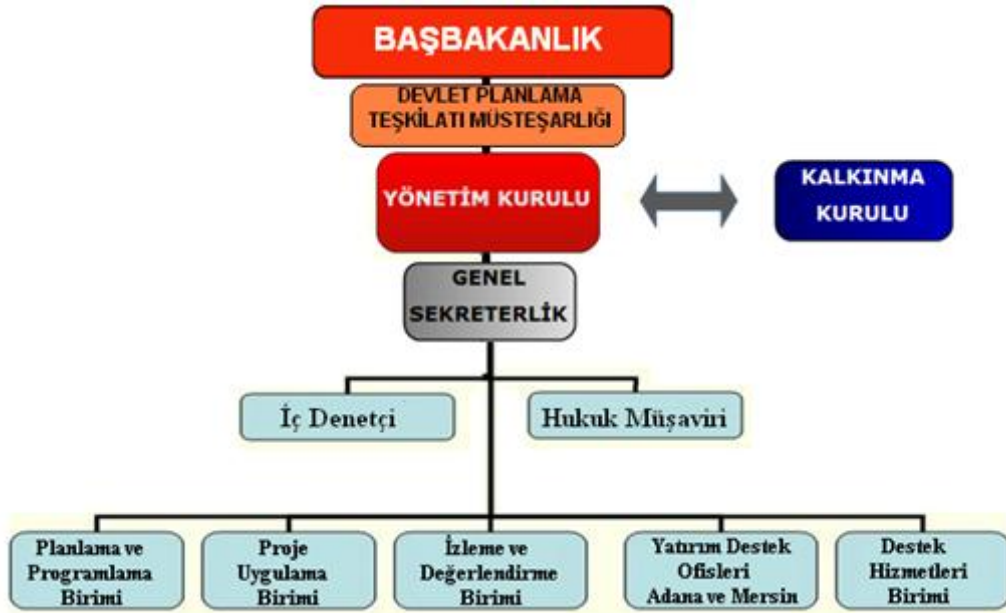 BAŞBAKANLIK
DEVLET PLANLAMA
TEŞKİLATI MÜSTEŞARLIĞI
YÖNETİM KURULU
KALKINMA
KURULU
GENEL
SEKRETERLİK
İç Denetçi
Hukuk Müşaviri
Planlama ve
Programlama
Birimi
Proje
Uygulama
Birimi
İzleme ve
Değerlendirme
Birimi
Yatırım Destek
Ofisleri
Adana ve Mersin
Destek
Hizmetleri
Birimi